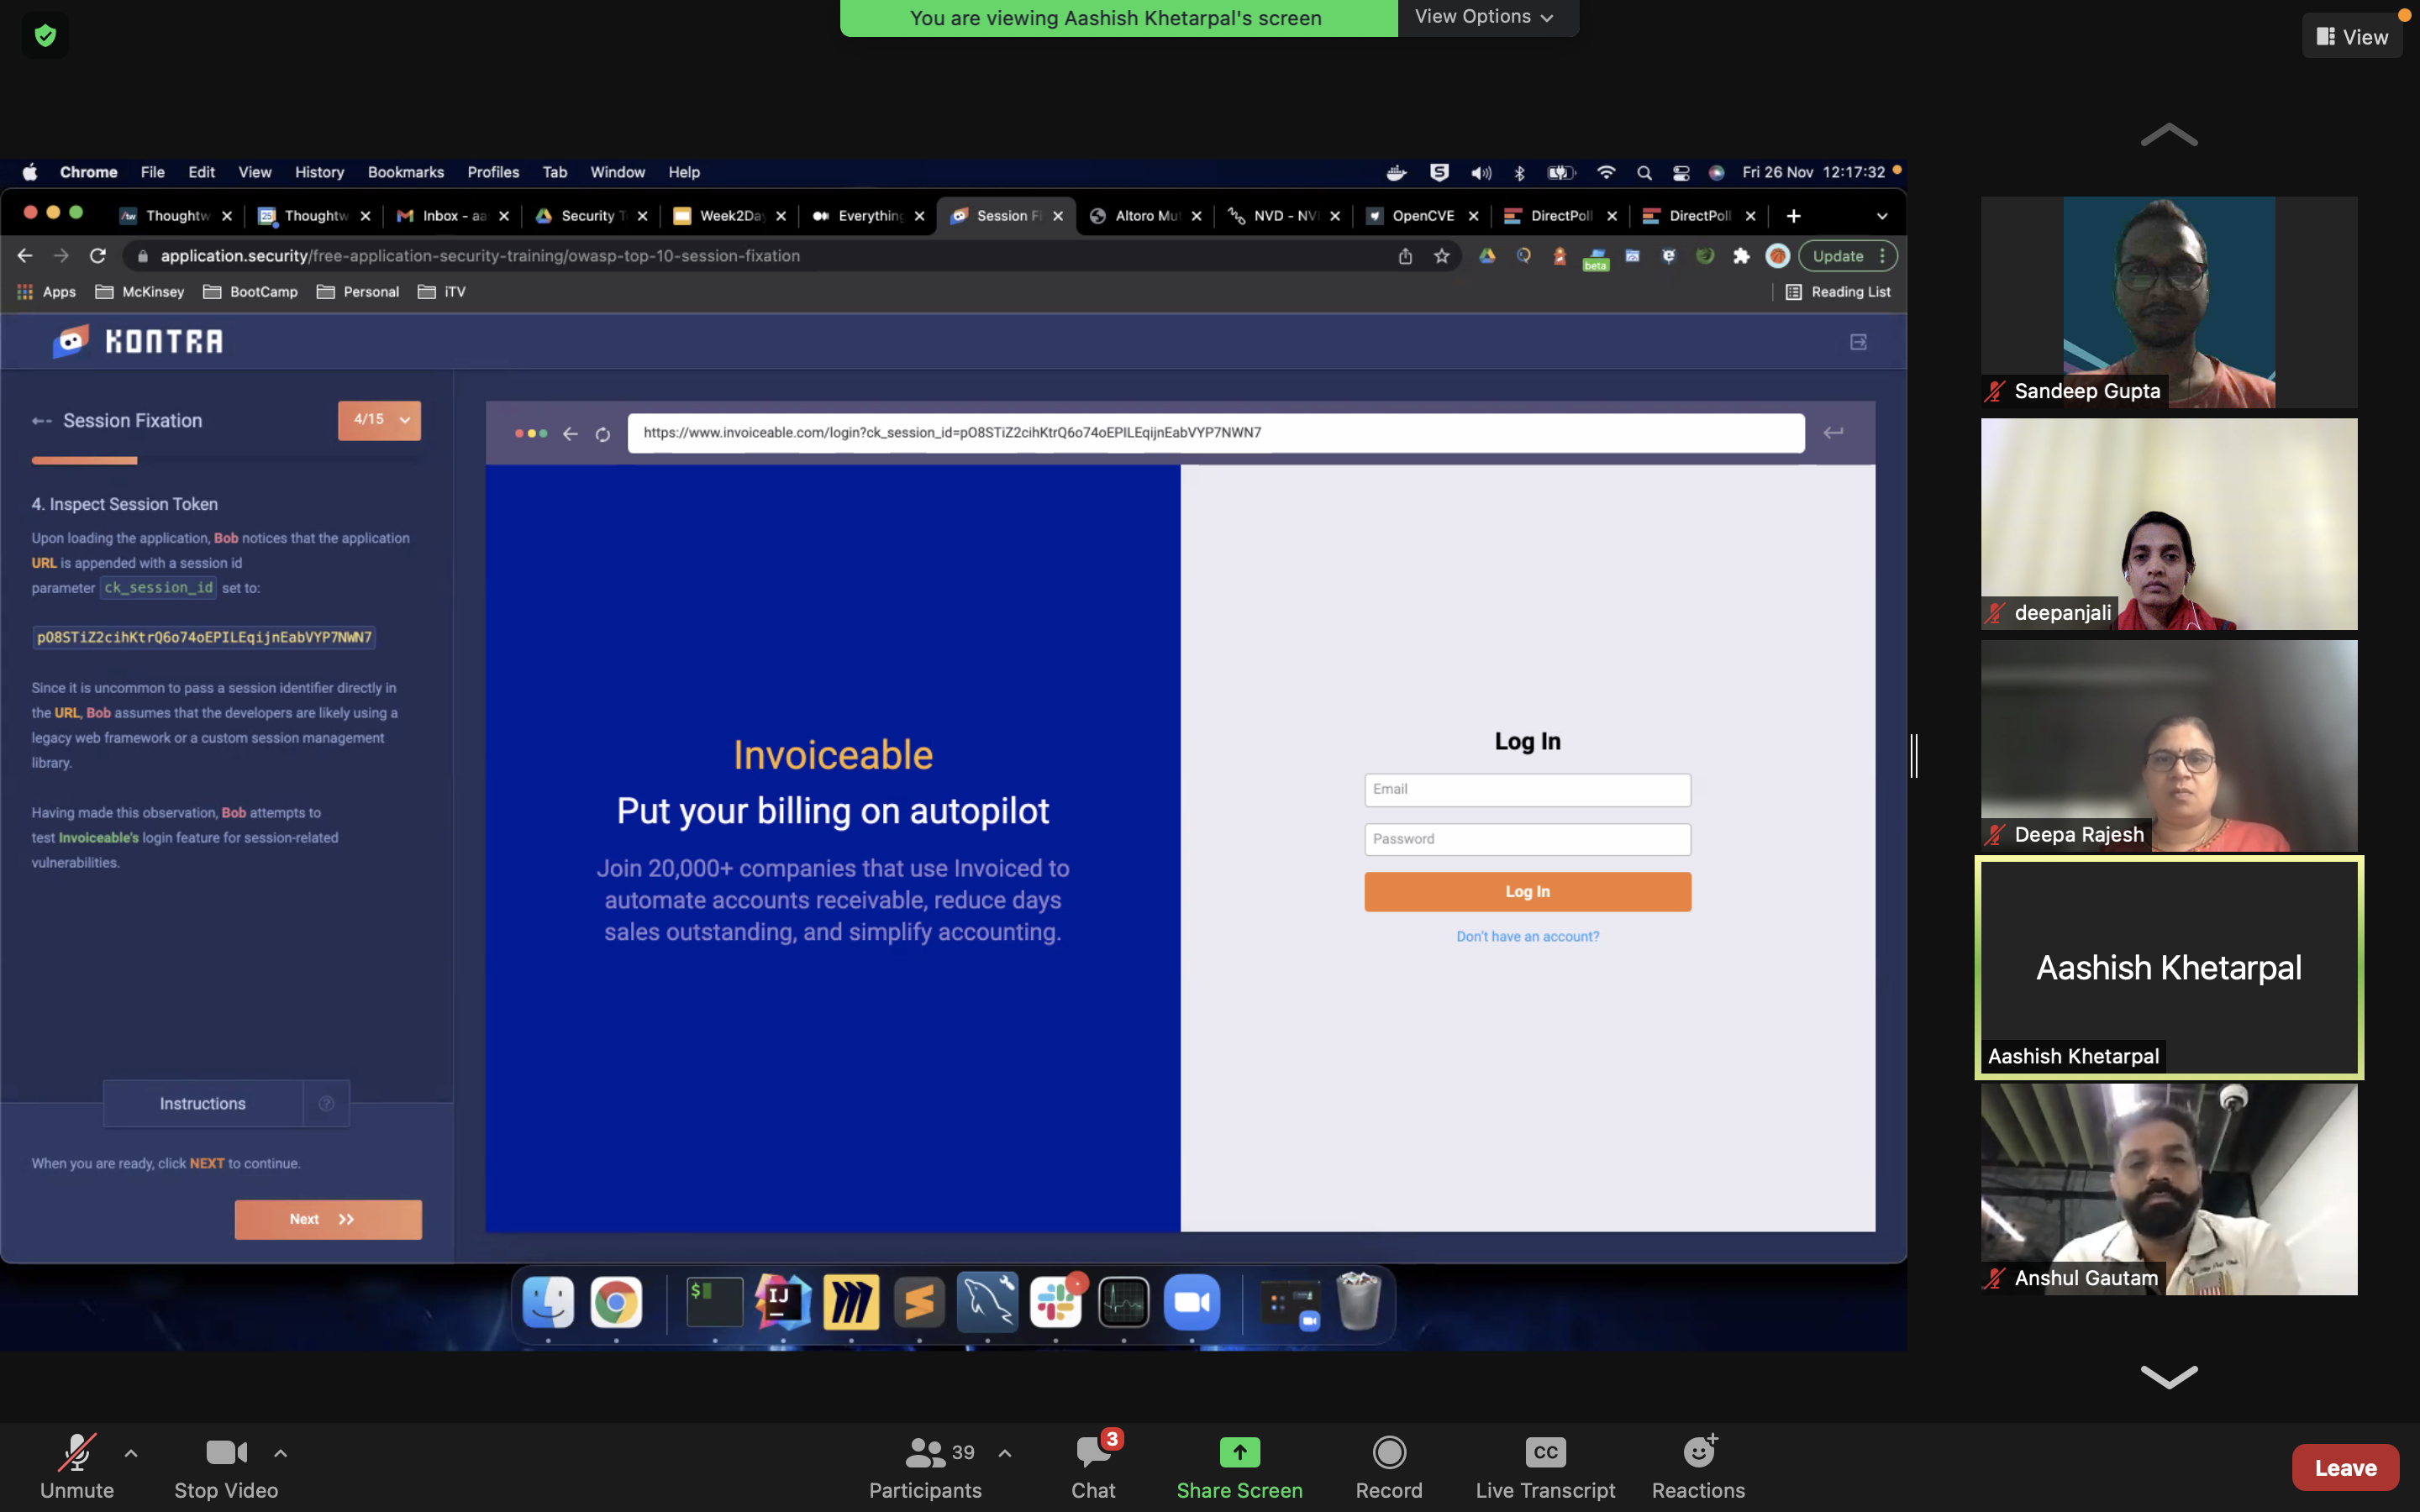 You are viewing Aashish Khetarpal's screen
View Options
View
Chrome File Edit View History Bookmarks Profiles Tab Window Help
Fri 26 Nov 12:17:32
Thoughtw
Thoughtw
Inbox - aa
Security T
Week2Day
Everything
Session Fi
Altoro Mut
NVD - NV
OpenCVE
DirectPoll
DirectPoll
application.security/free-application-security-training/owasp-top-10-session-fixation
beta
Update
Apps McKinsey BootCamp Personal iTV
Reading List
KONTRA
Session Fixation
4/15
4. Inspect Session Token
Upon loading the application, Bob notices that the application
URL is appended with a session id
parameter ck_session_id set to:
pO8STiZ2cihKtrQ6o74oEPILEqijnEabVYP7NWN7
Since it is uncommon to pass a session identifier directly in
the URL, Bob assumes that the developers are likely using a
legacy web framework or a custom session management
library.
Having made this observation, Bob attempts to
test Invoiceable's login feature for session-related
vulnerabilities.
Instructions
When you are ready, click NEXT to continue.
Next
https://www.invoiceable.com/login?ck_session_id=pO8STiZ2cihKtrQ6o74oEPILEqijnEabVYP7NWN7
Invoiceable
Put your billing on autopilot
Join 20,000+ companies that use Invoiced to
automate accounts receivable, reduce days
sales outstanding, and simplify accounting.
Log In
Email
Password
Log In
Don't have an account?
IJ
Sandeep Gupta
deepanjali
Deepa Rajesh
Aashish Khetarpal
Aashish Khetarpal
Anshul Gautam
Unmute
Stop Video
39
Participants
3
Chat
Share Screen
Record
CC
Live Transcript
Reactions
Leave